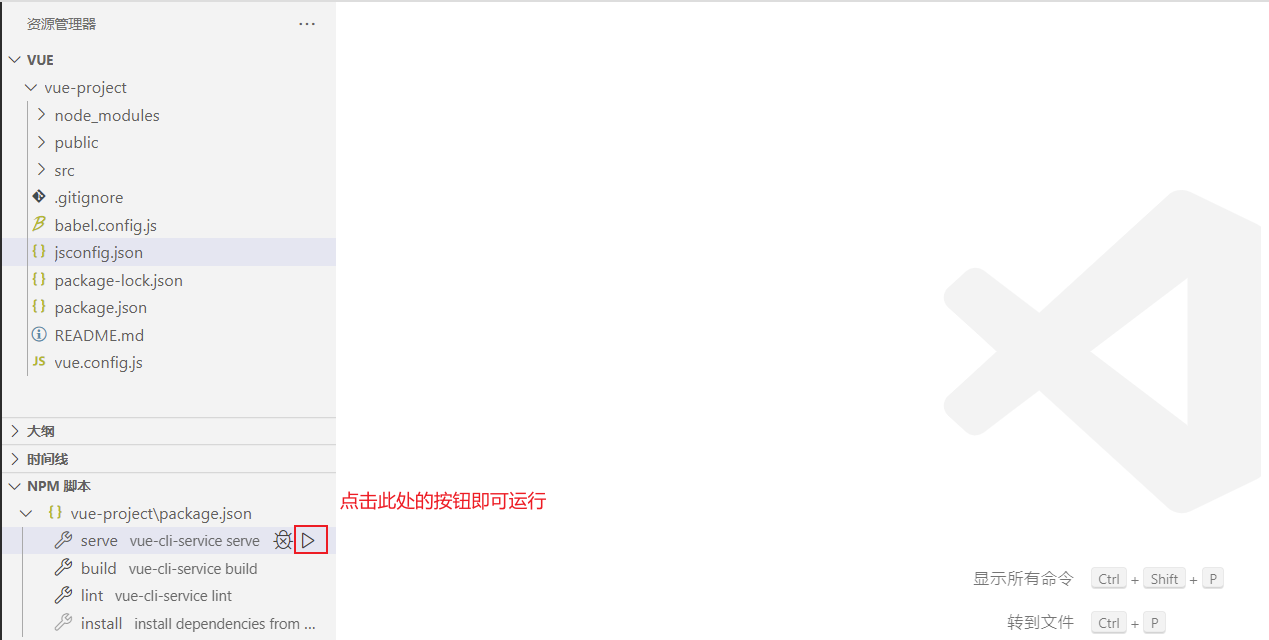 资源管理器 ···
VUE
vue-project
node_modules
public
src
.gitignore
babel.config.js
{} jsconfig.json
{} package-lock.json
{} package.json
README.md
JS vue.config.js
大纲
时间线
NPM 脚本
点击此处的按钮即可运行
{} vue-project\package.json
serve vue-cli-service serve
build vue-cli-service build
lint vue-cli-service lint
install install dependencies from ...
显示所有命令 Ctrl + Shift + P
转到文件 Ctrl + P